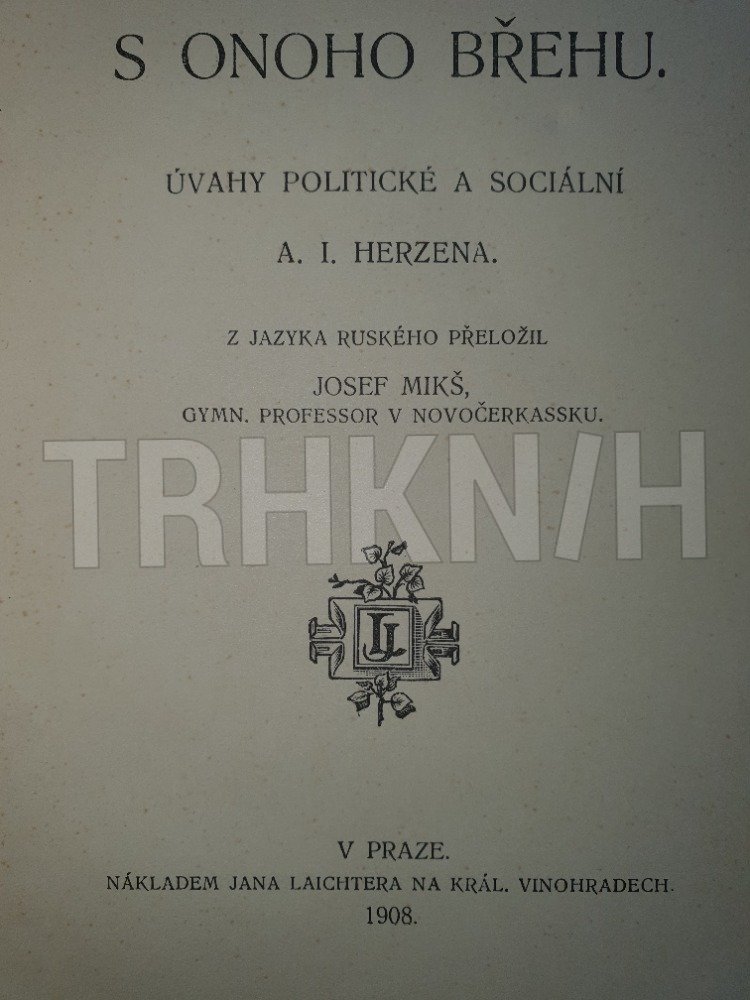 S ONOHO BŘEHU.
ÚVAHY POLITICKÉ A SOCIÁLNÍ
A. I. HERZENA.
Z JAZYKA RUSKÉHO PŘELOŽIL
JOSEF MIKŠ,
GYMN. PROFESSOR V NOVOČERKASSKU.
TRHKNIH
JL
V PRAZE.
NÁKLADEM JANA LAICHTERA NA KRÁL. VINOHRADECH.
1908.